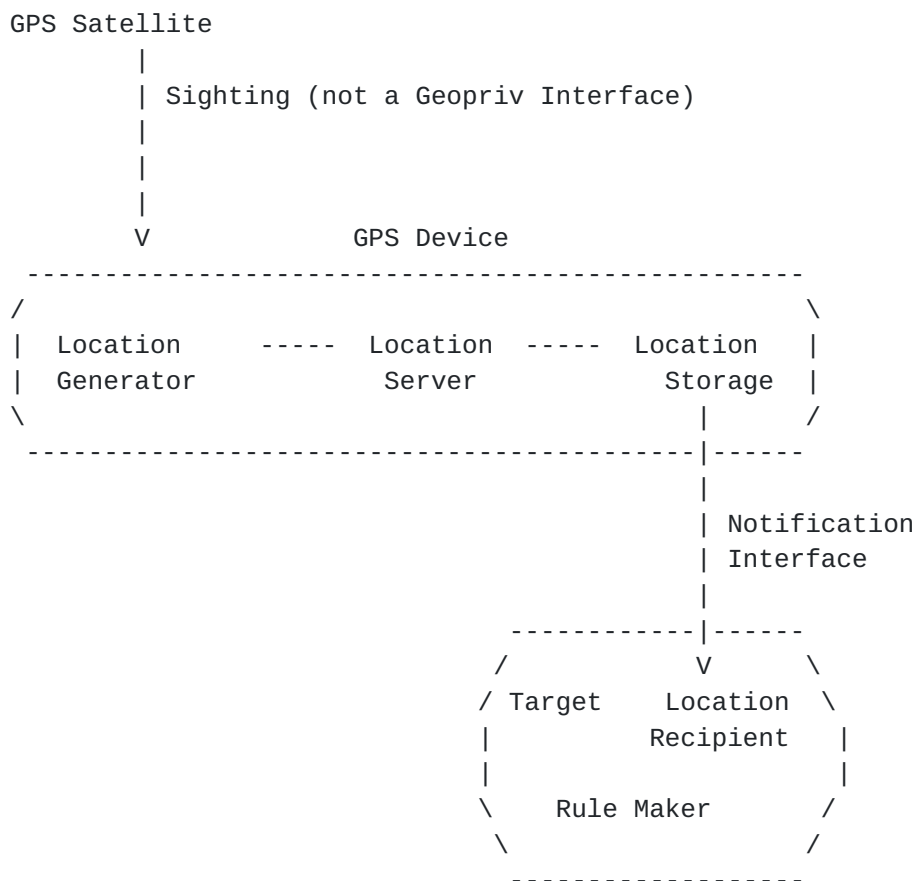 GPS Satellite
Sighting (not a Geopriv Interface)
GPS Device
Location ----- Location ----- Location
Generator Server Storage
Notification
Interface
Target Location
Recipient
Rule Maker